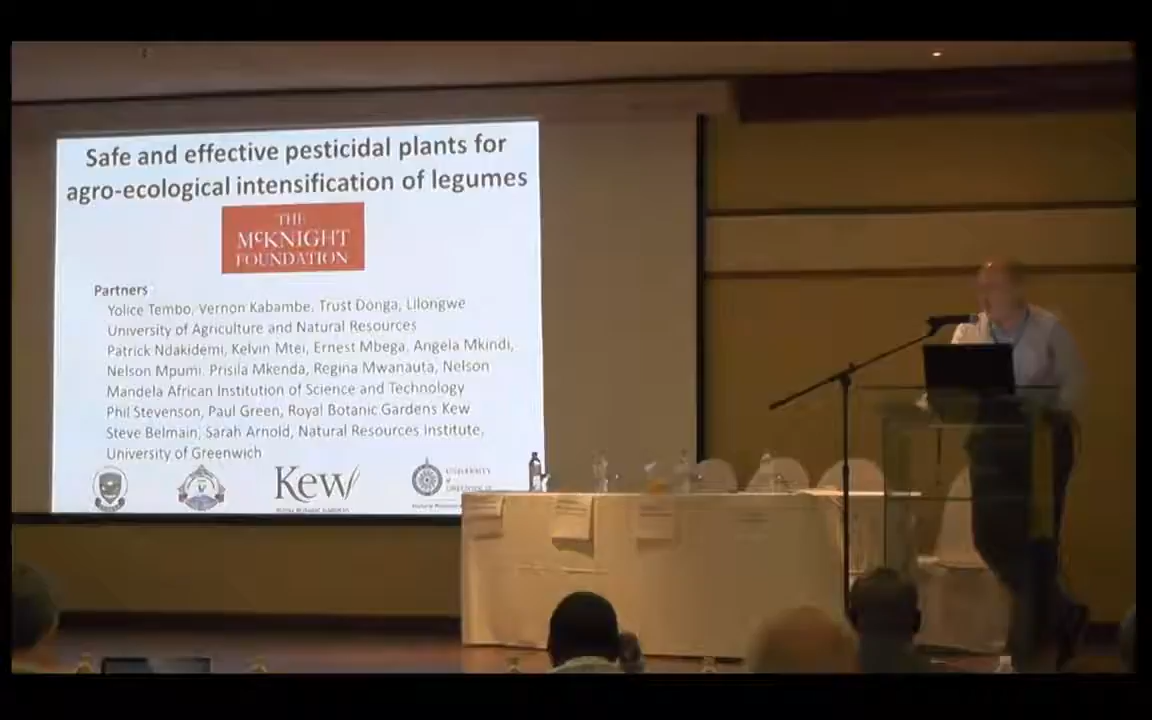 Safe and effective pesticidal plants for
agro-ecological intensification of legumes
THE
McKNIGHT
FOUNDATION
Partners
Yolice Tembo, Vernon Kabambe, Trust Donga, Lilongwe
University of Agriculture and Natural Resources
Patrick Ndakidemi, Kelvin Mtei, Ernest Mbega, Angela Mkindi,
Nelson Mpumi, Prisila Mkenda, Regina Mwanauta, Nelson
Mandela African Institution of Science and Technology
Phil Stevenson, Paul Green, Royal Botanic Gardens Kew
Steve Belmain, Sarah Arnold, Natural Resources Institute,
University of Greenwich
Kew
UNIVERSITY